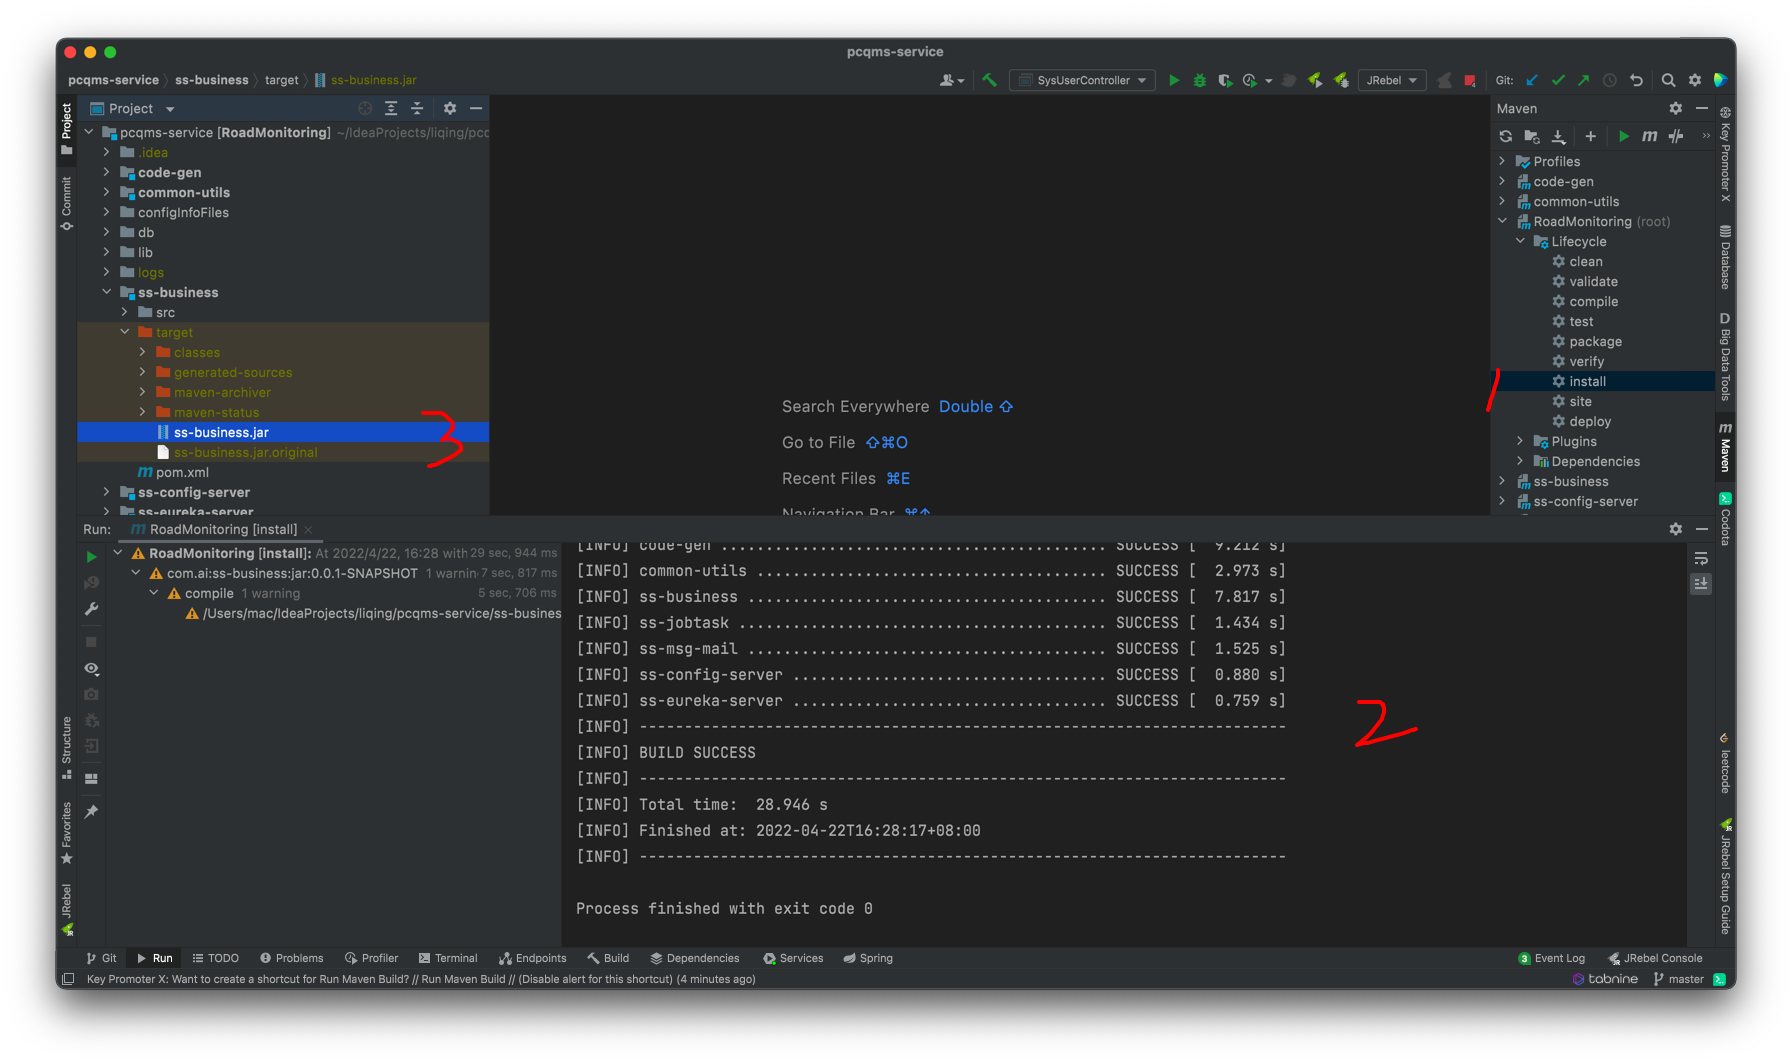 pcqms-service
pcqms-service ss-business target ss-business.jar
SysUserController
JRebel
Git:
Project
Commit
Structure
Favorites
JRebel
Project
pcqms-service [RoadMonitoring] ~/IdeaProjects/liqing/pcq
.idea
code-gen
common-utils
configInfoFiles
db
lib
logs
ss-business
src
target
classes
generated-sources
maven-archiver
maven-status
ss-business.jar
ss-business.jar.original
pom.xml
ss-config-server
ss-eureka-server
3
Search Everywhere Double ⇧
Go to File ⇧⌘O
Recent Files ⌘E
Navigation Bar ⌘↑
Maven
Profiles
code-gen
common-utils
RoadMonitoring (root)
Lifecycle
clean
validate
compile
test
package
verify
install
site
deploy
Plugins
Dependencies
ss-business
ss-config-server
1
Key Promoter X
Database
Big Data Tools
Maven
Codota
leetcode
JRebel Setup Guide
Run: RoadMonitoring [install]
RoadMonitoring [install]: At 2022/4/22, 16:28 with 29 sec, 944 ms
com.ai:ss-business:jar:0.0.1-SNAPSHOT 1 warnin 7 sec, 817 ms
compile 1 warning 5 sec, 706 ms
/Users/mac/IdeaProjects/liqing/pcqms-service/ss-busines
[INFO] code-gen ........................................... SUCCESS [  9.212 s]
[INFO] common-utils ....................................... SUCCESS [  2.973 s]
[INFO] ss-business ........................................ SUCCESS [  7.817 s]
[INFO] ss-jobtask ......................................... SUCCESS [  1.434 s]
[INFO] ss-msg-mail ........................................ SUCCESS [  1.525 s]
[INFO] ss-config-server ................................... SUCCESS [  0.880 s]
[INFO] ss-eureka-server ................................... SUCCESS [  0.759 s]
[INFO] ------------------------------------------------------------------------
[INFO] BUILD SUCCESS
[INFO] ------------------------------------------------------------------------
[INFO] Total time:  28.946 s
[INFO] Finished at: 2022-04-22T16:28:17+08:00
[INFO] ------------------------------------------------------------------------
Process finished with exit code 0
2
Git Run TODO Problems Profiler Terminal Endpoints Build Dependencies Services Spring 3 Event Log JRebel Console
Key Promoter X: Want to create a shortcut for Run Maven Build? // Run Maven Build // (Disable alert for this shortcut) (4 minutes ago) tabnine master